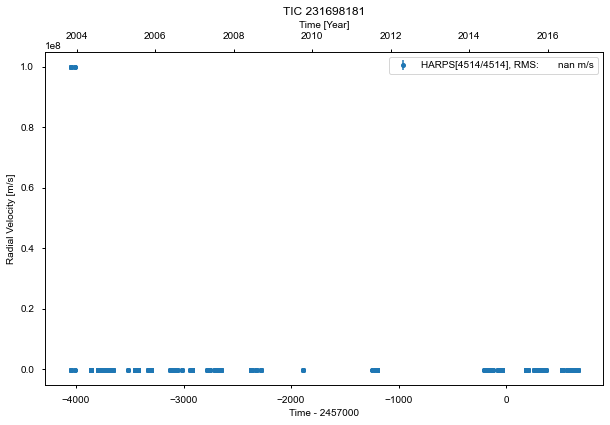 TIC 231698181
Time [Year]
2004 2006 2007 2008 2010 2012 2014 2016
1e8
HARPS[4514/4514], RMS: nan m/s
1.0
0.8
0.6
0.4
0.2
0.0
Radial Velocity [m/s]
−4000 −3000 −2000 −1000 0
Time - 2457000